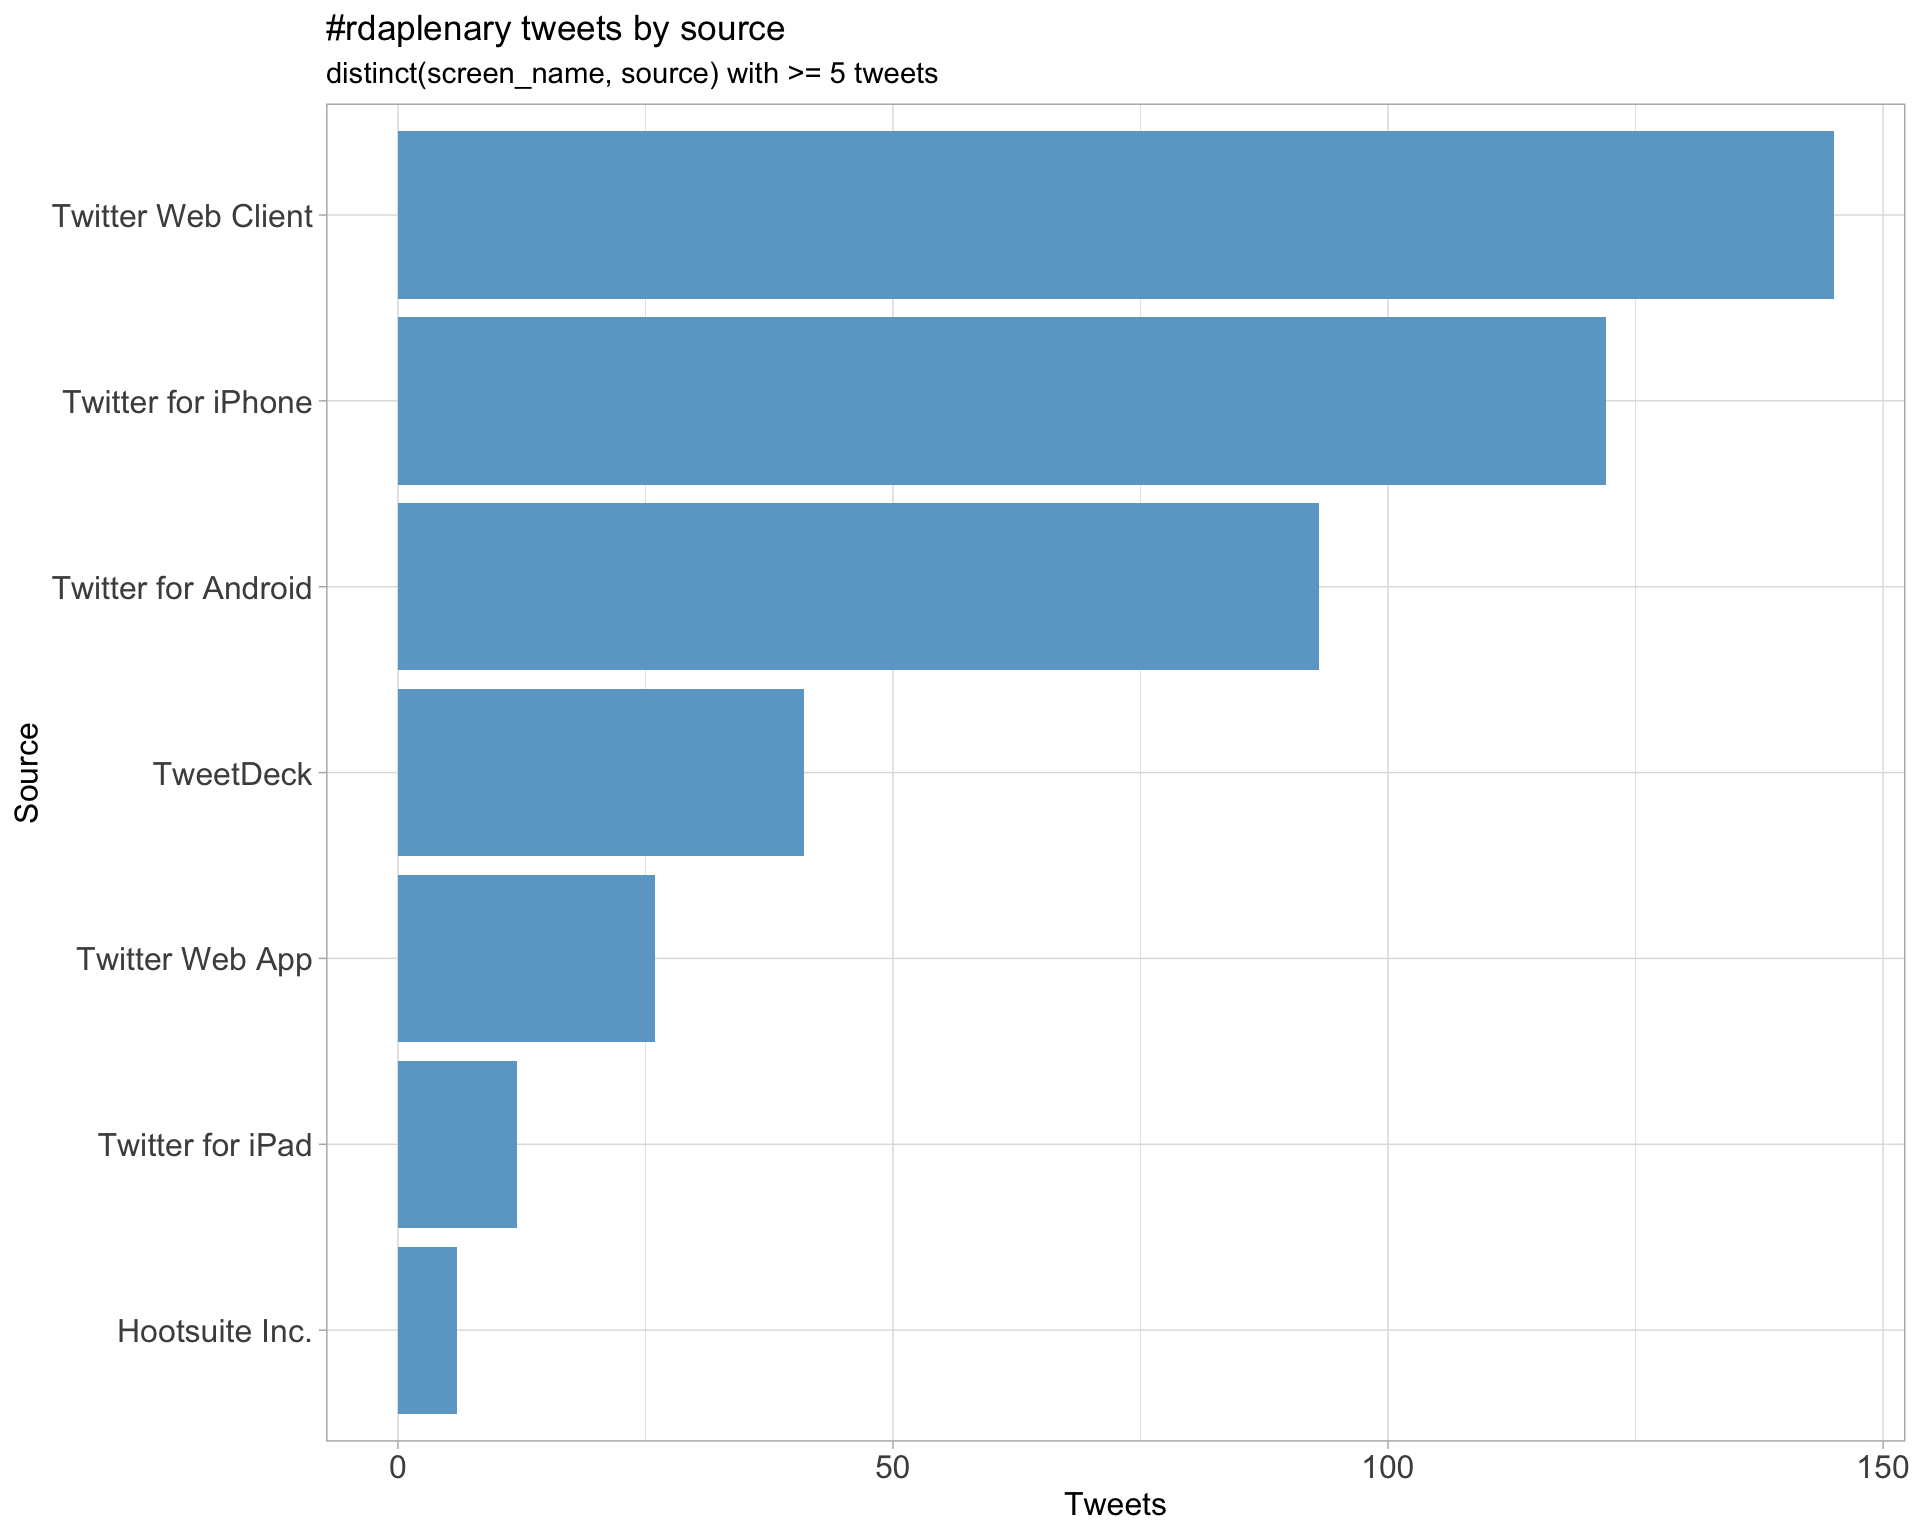 #rdaplenary tweets by source
distinct(screen_name, source) with >= 5 tweets
Source
Twitter Web Client
Twitter for iPhone
Twitter for Android
TweetDeck
Twitter Web App
Twitter for iPad
Hootsuite Inc.
0 50 100 150
Tweets